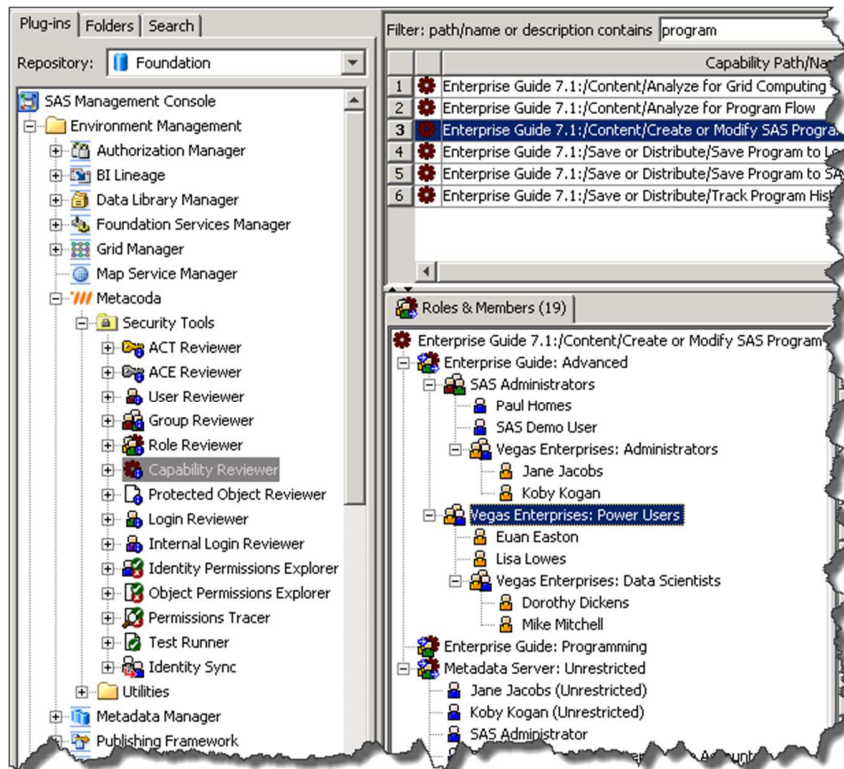 Plug-ins Folders Search
Repository: Foundation
SAS Management Console
Environment Management
Authorization Manager
BI Lineage
Data Library Manager
Foundation Services Manager
Grid Manager
Map Service Manager
Metacoda
Security Tools
ACT Reviewer
ACE Reviewer
User Reviewer
Group Reviewer
Role Reviewer
Capability Reviewer
Protected Object Reviewer
Login Reviewer
Internal Login Reviewer
Identity Permissions Explorer
Object Permissions Explorer
Permissions Tracer
Test Runner
Identity Sync
Utilities
Metadata Manager
Publishing Framework
Filter: path/name or description contains program
Capability Path/
1 Enterprise Guide 7.1:/Content/Analyze for Grid Computing
2 Enterprise Guide 7.1:/Content/Analyze for Program Flow
3 Enterprise Guide 7.1:/Content/Create or Modify SAS
4 Enterprise Guide 7.1:/Save or Distribute/Save Program to
5 Enterprise Guide 7.1:/Save or Distribute/Save Program to
6 Enterprise Guide 7.1:/Save or Distribute/Track Program
Roles & Members (19)
Enterprise Guide 7.1:/Content/Create or Modify SAS Program
Enterprise Guide: Advanced
SAS Administrators
Paul Homes
SAS Demo User
Vegas Enterprises: Administrators
Jane Jacobs
Koby Kogan
Vegas Enterprises: Power Users
Euan Easton
Lisa Lowes
Vegas Enterprises: Data Scientists
Dorothy Dickens
Mike Mitchell
Enterprise Guide: Programming
Metadata Server: Unrestricted
Jane Jacobs (Unrestricted)
Koby Kogan (Unrestricted)
SAS Administrator